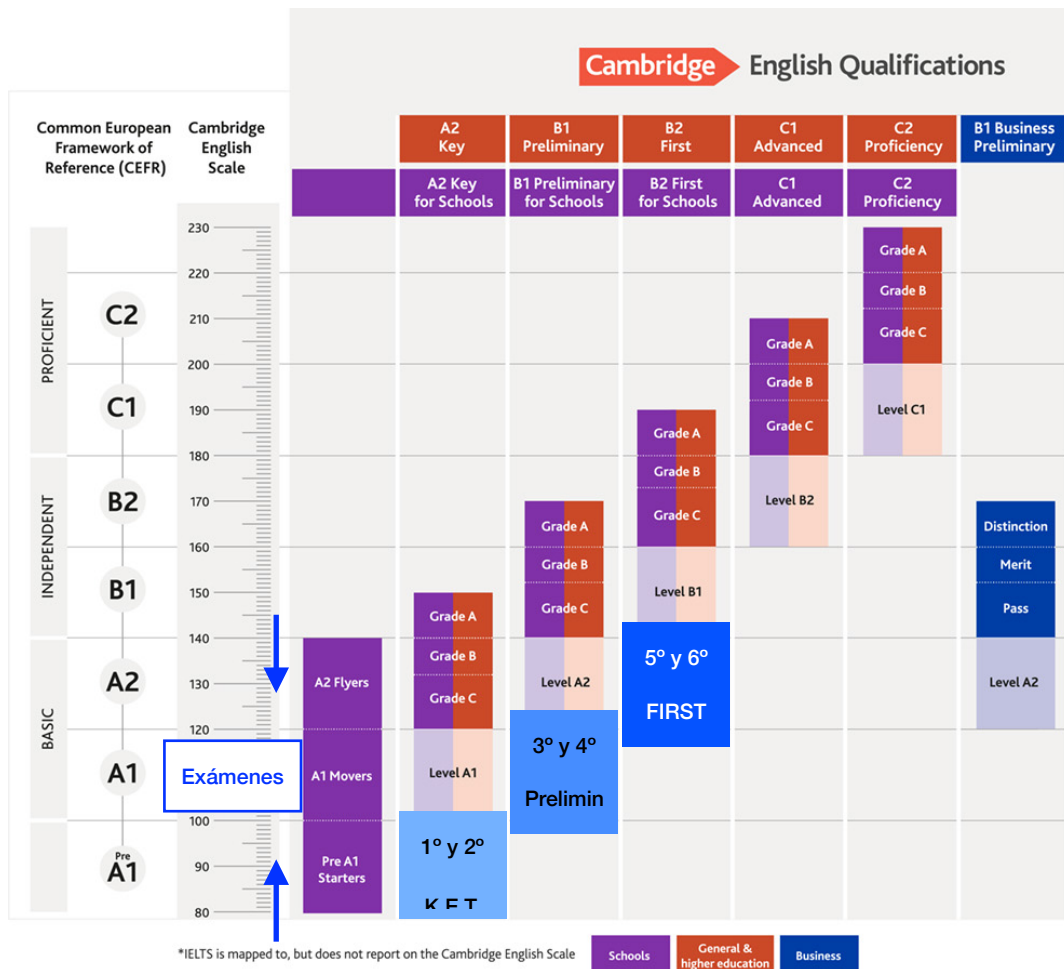 Cambridge English Qualifications
Common European
Framework of
Reference (CEFR)
Cambridge
English
Scale
A2
Key
B1
Preliminary
B2
First
C1
Advanced
C2
Proficiency
B1 Business
Preliminary
A2 Key
for Schools
B1 Preliminary
for Schools
B2 First
for Schools
C1
Advanced
C2
Proficiency
PROFICIENT
INDEPENDENT
BASIC
C2
C1
B2
B1
A2
A1
Pre
A1
230
220
210
200
190
180
170
160
150
140
130
120
100
90
80
Exámenes
A2 Flyers
A1 Movers
Pre A1
Starters
Grade A
Grade B
Grade C
Level A1
1º y 2º
K E T
Grade A
Grade B
Grade C
Level A2
3º y 4º
Prelimin
Grade A
Grade B
Grade C
Level B1
5º y 6º
FIRST
Grade A
Grade B
Grade C
Level B2
Grade A
Grade B
Grade C
Level C1
Distinction
Merit
Pass
Level A2
*IELTS is mapped to, but does not report on the Cambridge English Scale
Schools
General &
higher education
Business